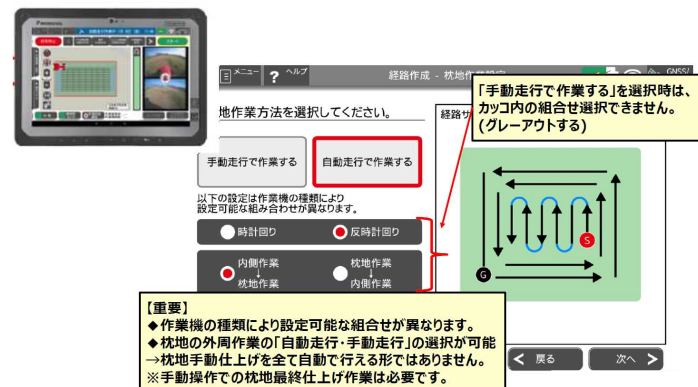 Panasonic
メニュー
? ヘルプ
経路作成 - 枕地作業設定
GNSS/
「手動走行で作業する」を選択時は、
カッコ内の組合せ選択できません。
(グレーアウトする)
地作業方法を選択してください。
経路サ
手動走行で作業する
自動走行で作業する
以下の設定は作業機の種類により
設定可能な組み合わせが異なります。
時計回り
反時計回り
内側作業
↓
枕地作業
枕地作業
↓
内側作業
S
G
【重要】
◆作業機の種類により設定可能な組合せが異なります。
◆枕地の外周作業の「自動走行・手動走行」の選択が可能
→枕地手動仕上げを全て自動で行える形ではありません。
※手動操作での枕地最終仕上げ作業は必要です。
< 戻る
次へ >